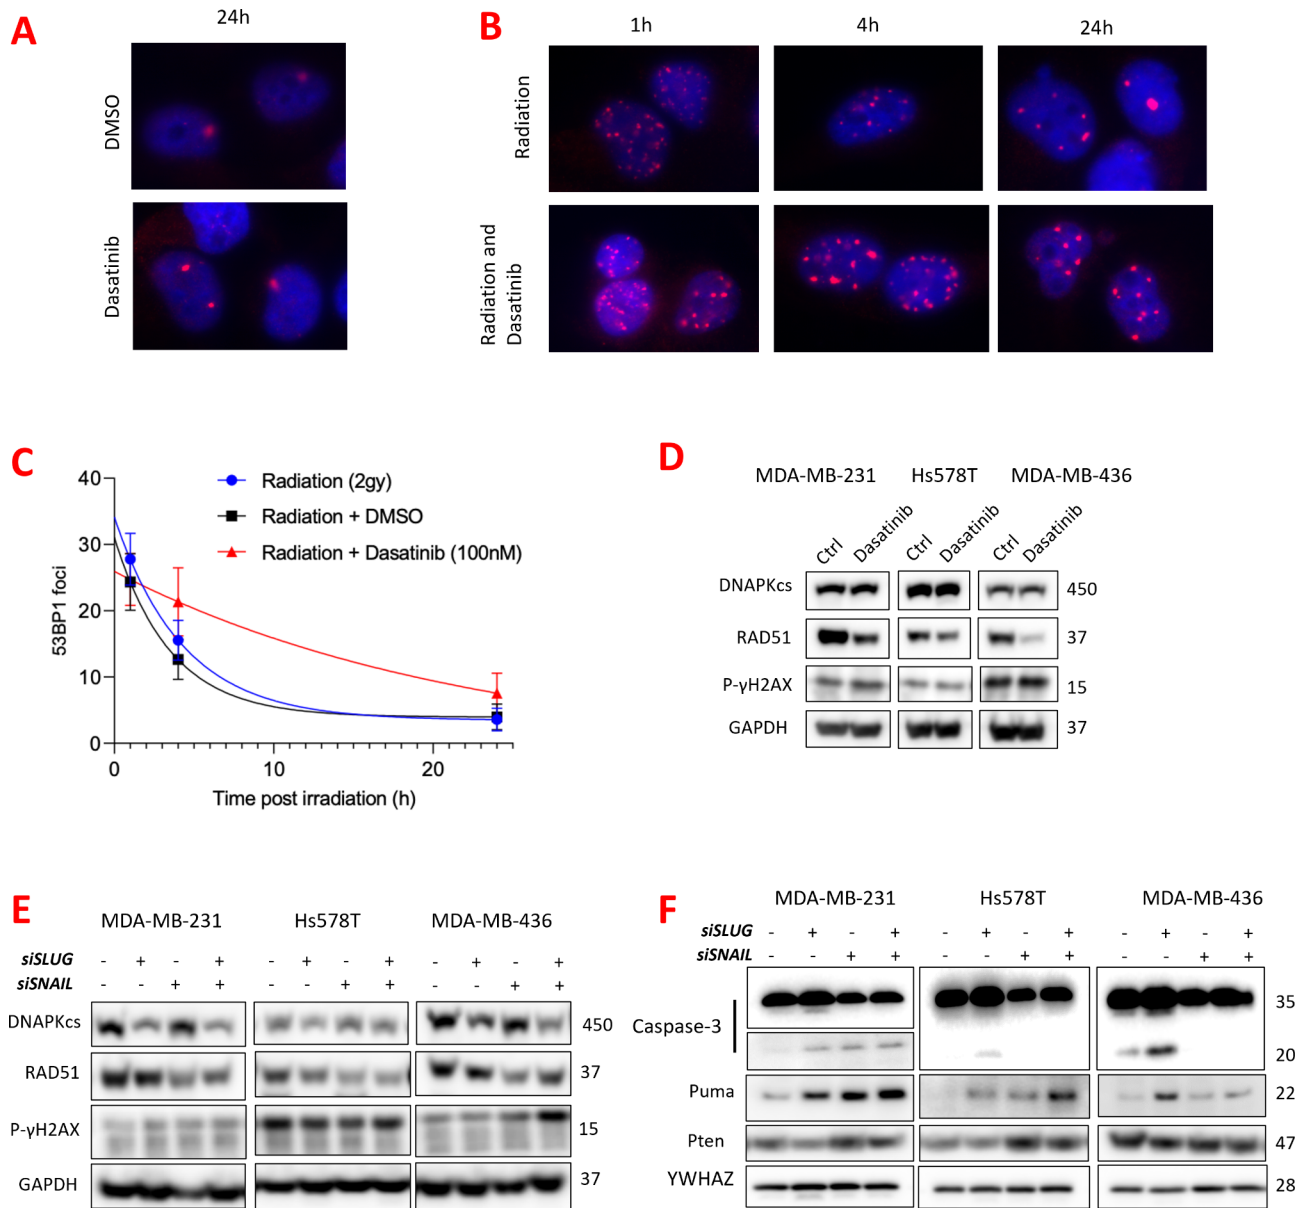 A
24h
DMSO
Dasatinib
B
1h 4h 24h
Radiation
Radiation and
Dasatinib
C
40
30
20
10
0
53BP1 foci
0 10 20
Time post irradiation (h)
Radiation (2gy)
Radiation + DMSO
Radiation + Dasatinib (100nM)
D
MDA-MB-231 Hs578T MDA-MB-436
Ctrl Dasatinib Ctrl Dasatinib Ctrl Dasatinib
DNAPKcs 450
RAD51 37
P-γH2AX 15
GAPDH 37
E
MDA-MB-231 Hs578T MDA-MB-436
siSLUG - + - + - + - + - + - +
siSNAIL - - + + - - + + - - + +
DNAPKcs 450
RAD51 37
P-γH2AX 15
GAPDH 37
F
MDA-MB-231 Hs578T MDA-MB-436
siSLUG - + - + - + - + - + - +
siSNAIL - - + + - - + + - - + +
35
Caspase-3
20
Puma 22
Pten 47
YWHAZ 28